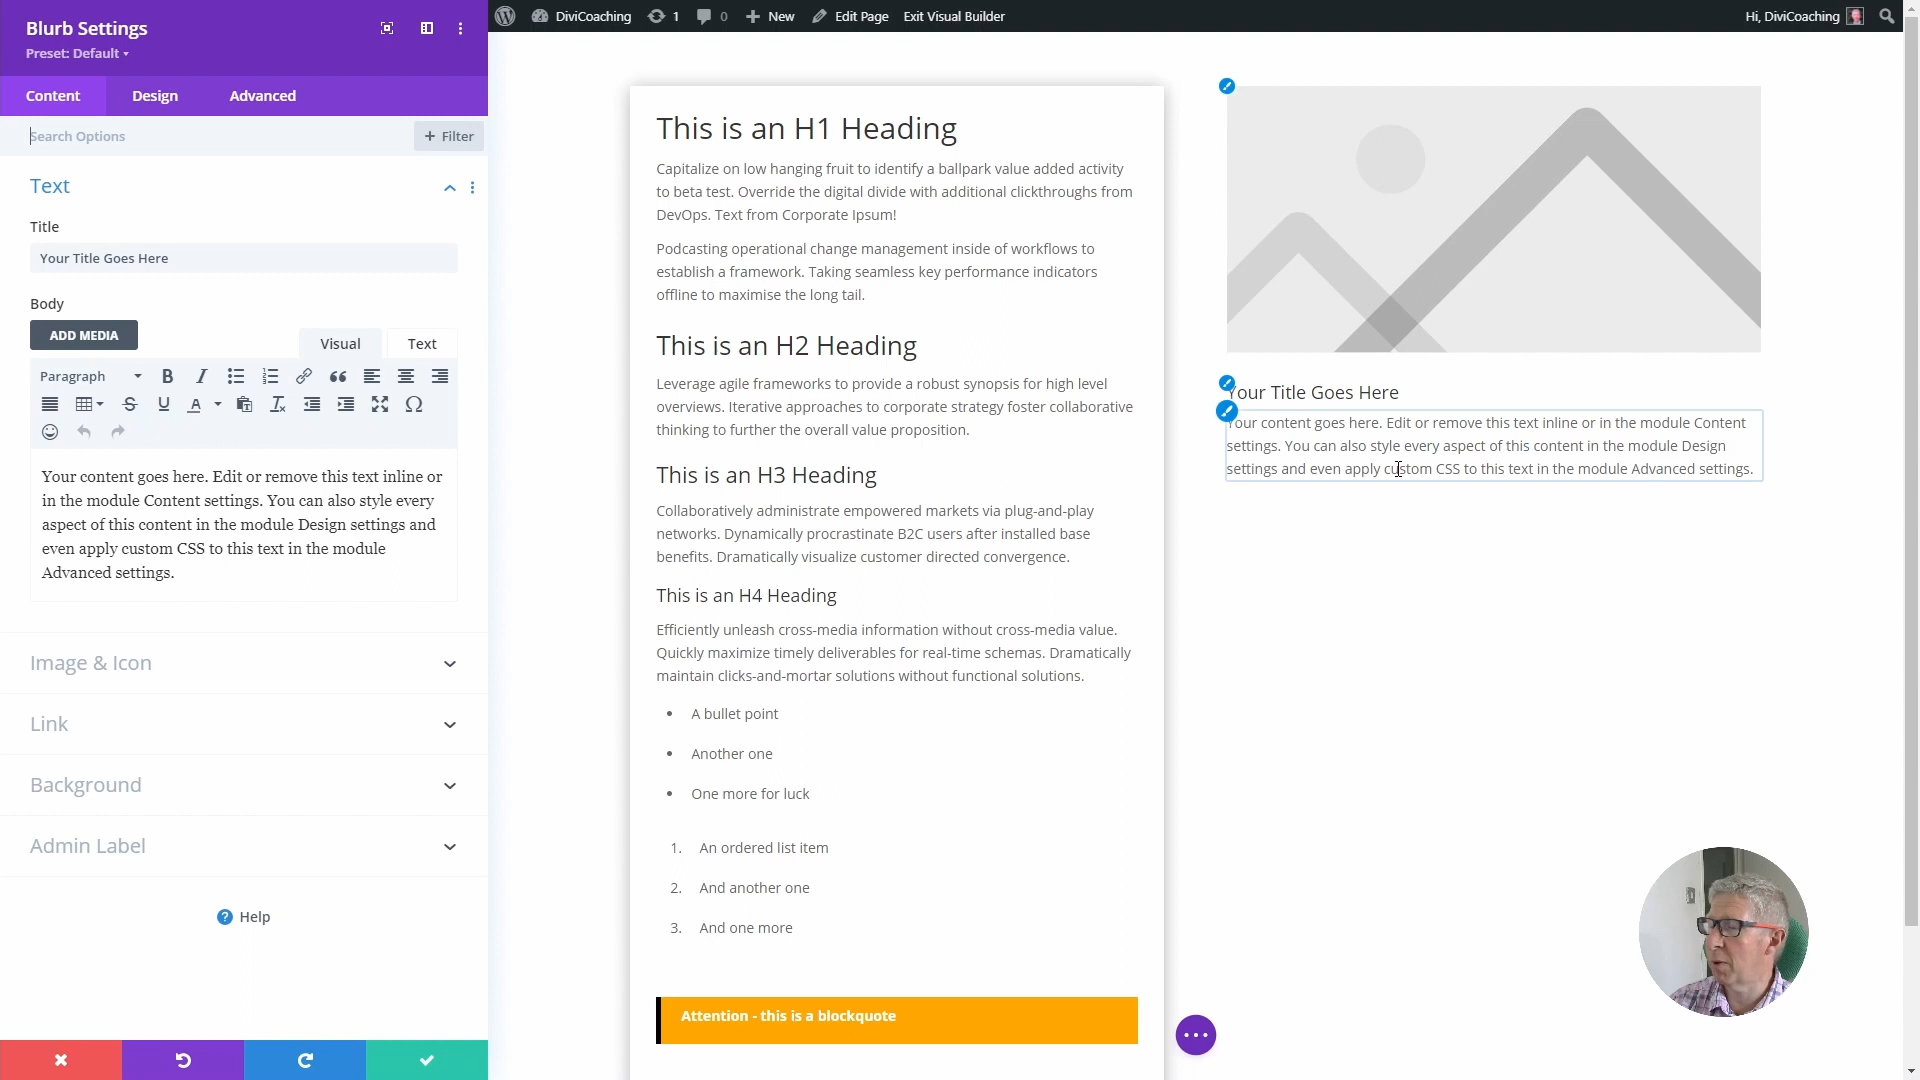 Blurb Settings
Preset: Default
Content Design Advanced
Search Options
+ Filter
Text
Title
Your Title Goes Here
Body
ADD MEDIA
Visual Text
Paragraph
Your content goes here. Edit or remove this text inline or
in the module Content settings. You can also style every
aspect of this content in the module Design settings and
even apply custom CSS to this text in the module
Advanced settings.
Image & Icon
Link
Background
Admin Label
? Help
DiviCoaching 1 0 + New Edit Page Exit Visual Builder
Hi, DiviCoaching
This is an H1 Heading
Capitalize on low hanging fruit to identify a ballpark value added activity
to beta test. Override the digital divide with additional clickthroughs from
DevOps. Text from Corporate Ipsum!
Podcasting operational change management inside of workflows to
establish a framework. Taking seamless key performance indicators
offline to maximise the long tail.
This is an H2 Heading
Leverage agile frameworks to provide a robust synopsis for high level
overviews. Iterative approaches to corporate strategy foster collaborative
thinking to further the overall value proposition.
This is an H3 Heading
Collaboratively administrate empowered markets via plug-and-play
networks. Dynamically procrastinate B2C users after installed base
benefits. Dramatically visualize customer directed convergence.
This is an H4 Heading
Efficiently unleash cross-media information without cross-media value.
Quickly maximize timely deliverables for real-time schemas. Dramatically
maintain clicks-and-mortar solutions without functional solutions.
• A bullet point
• Another one
• One more for luck
1. An ordered list item
2. And another one
3. And one more
Attention - this is a blockquote
Your Title Goes Here
Your content goes here. Edit or remove this text inline or in the module Content
settings. You can also style every aspect of this content in the module Design
settings and even apply custom CSS to this text in the module Advanced settings.